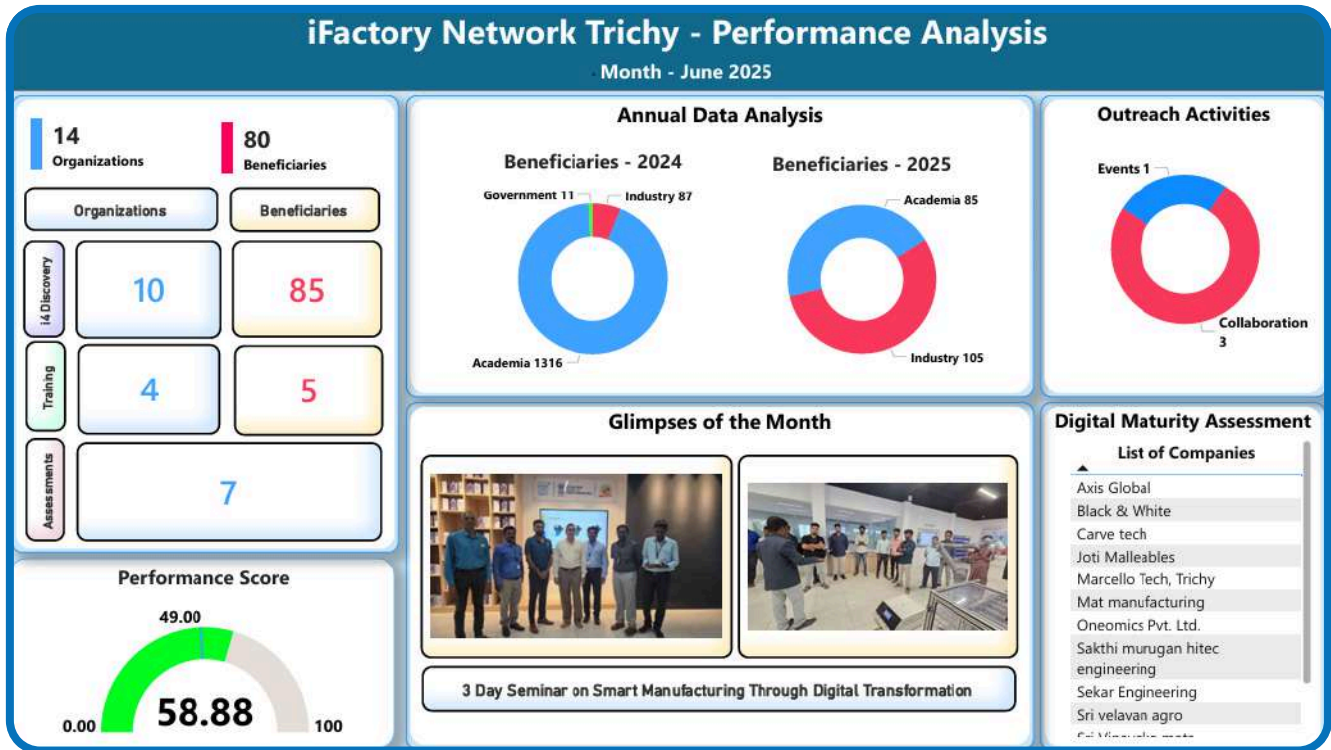 iFactory Network Trichy - Performance Analysis
Month - June 2025
14
Organizations
80
Beneficiaries
Organizations
Beneficiaries
i4 Discovery
10
85
Training
4
5
Assessments
7
Performance Score
49.00
58.88
0.00
100
Annual Data Analysis
Beneficiaries - 2024
Government 11
Industry 87
Academia 1316
Beneficiaries - 2025
Academia 85
Industry 105
Outreach Activities
Events 1
Collaboration
3
Glimpses of the Month
3 Day Seminar on Smart Manufacturing Through Digital Transformation
Digital Maturity Assessment
List of Companies
Axis Global
Black & White
Carve tech
Joti Malleables
Marcello Tech, Trichy
Mat manufacturing
Oneomics Pvt. Ltd.
Sakthi murugan hitec
engineering
Sekar Engineering
Sri velavan agro